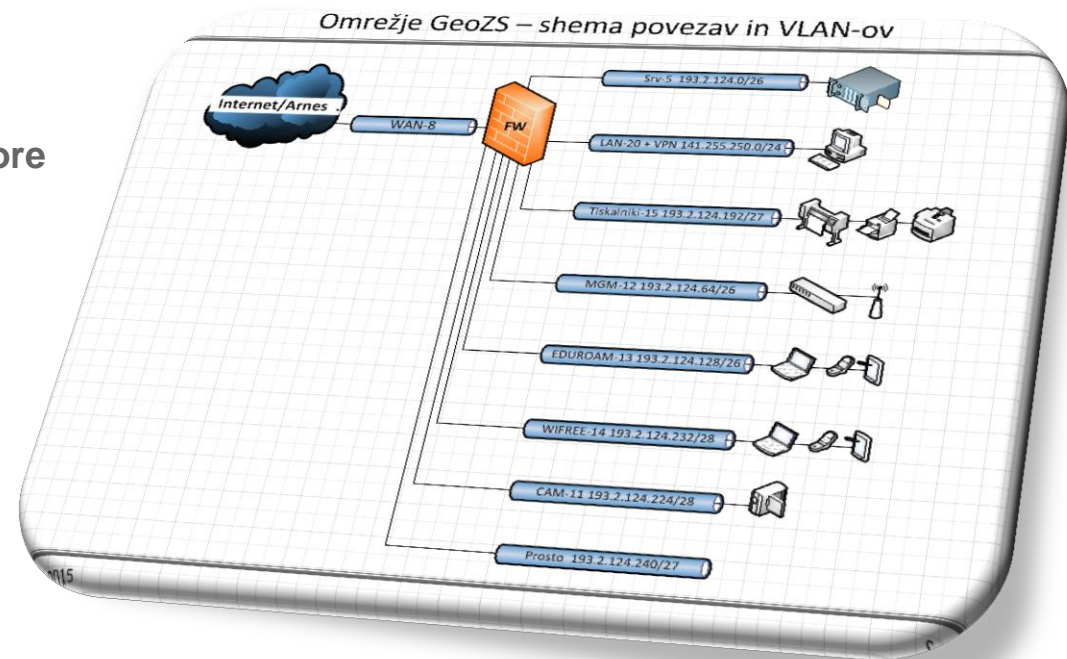 Omrežje GeoZS – shema povezav in VLAN-ov
Srv-5 193.2.124.0/26
Internet/Arnes
WAN-8
FW
ore
LAN-20 + VPN 141.255.250.0/24
Tiskalniki-15 193.2.124.192/27
MGM-12 193.2.124.64/26
EDUROAM-13 193.2.124.128/26
WIFREE-14 193.2.124.232/28
CAM-11 193.2.124.224/28
Prosto 193.2.124.240/27
2015